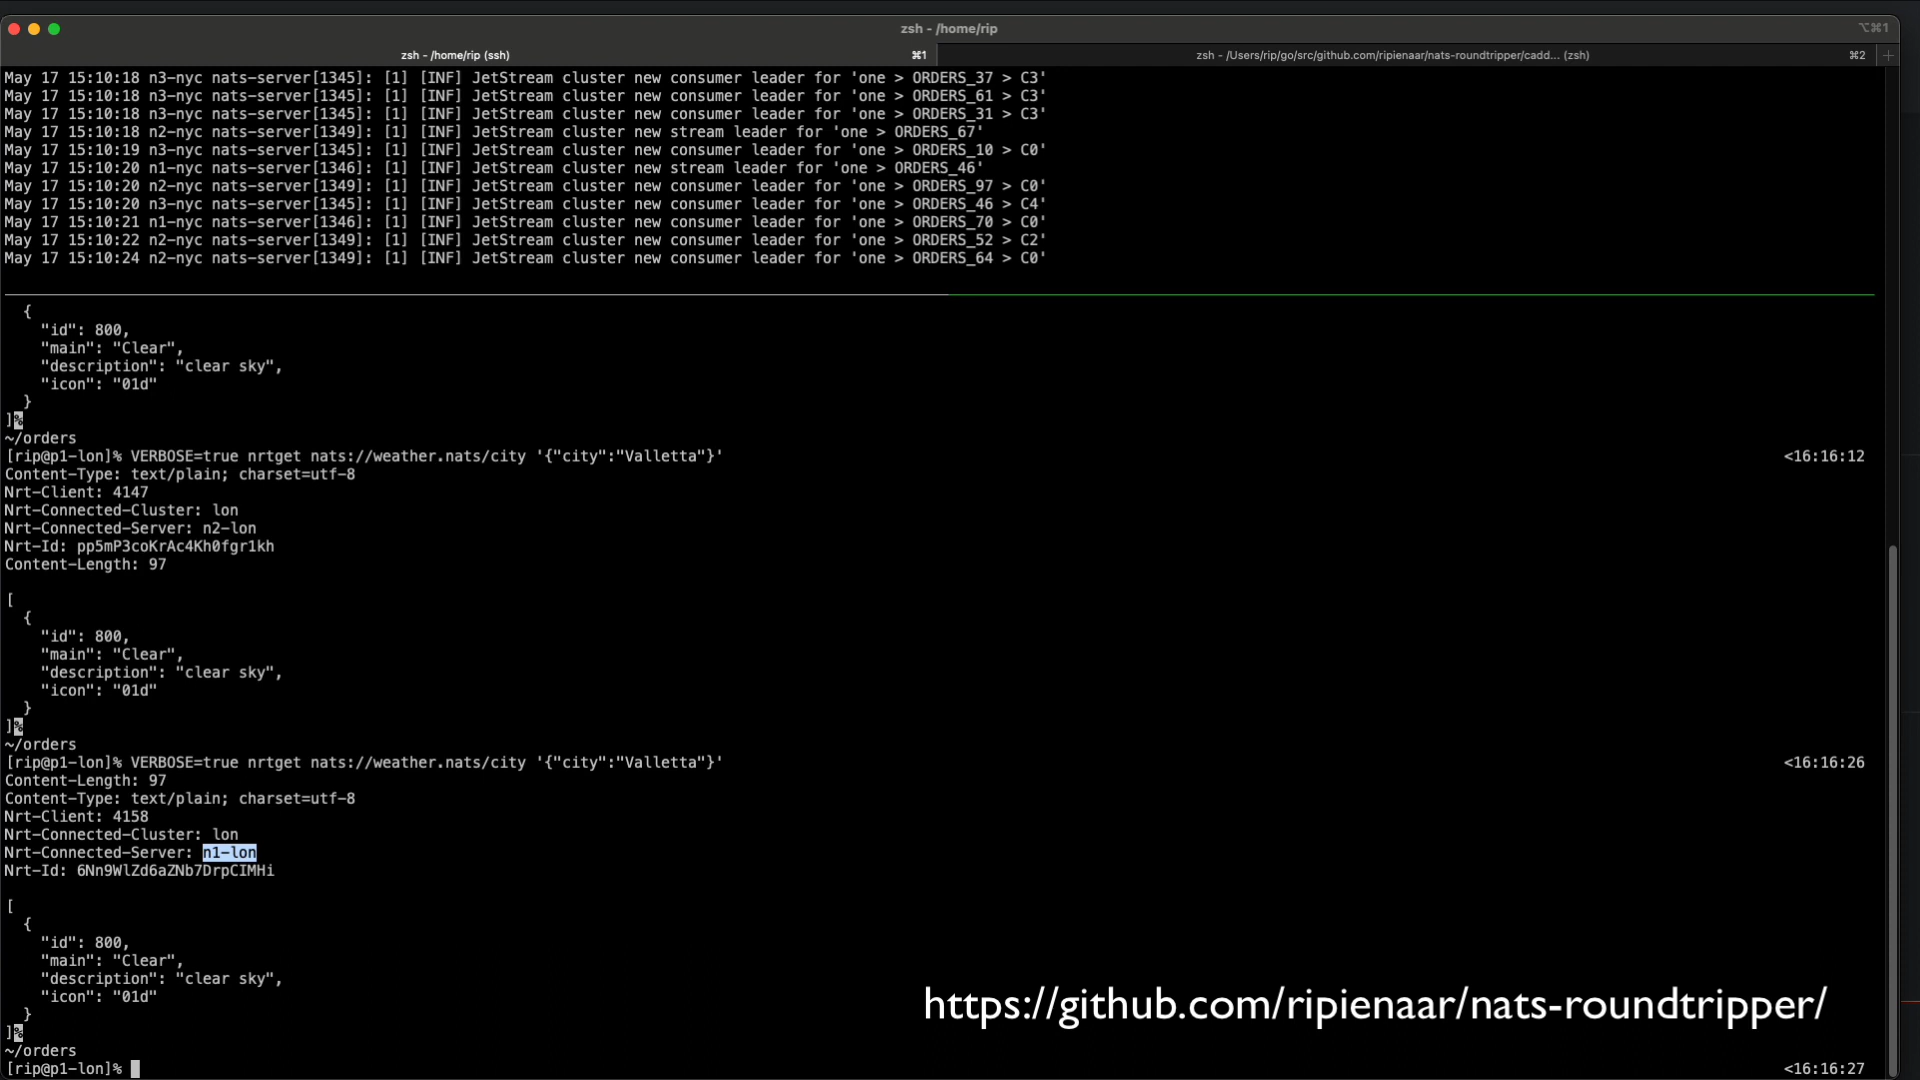 zsh - /home/rip
⌥⌘1
zsh - /home/rip (ssh) ⌘1
zsh - /Users/rip/go/src/github.com/ripienaar/nats-roundtripper/cadd... (zsh) ⌘2 +
May 17 15:10:18 n3-nyc nats-server[1345]: [1] [INF] JetStream cluster new consumer leader for 'one > ORDERS_37 > C3'
May 17 15:10:18 n3-nyc nats-server[1345]: [1] [INF] JetStream cluster new consumer leader for 'one > ORDERS_61 > C3'
May 17 15:10:18 n3-nyc nats-server[1345]: [1] [INF] JetStream cluster new consumer leader for 'one > ORDERS_31 > C3'
May 17 15:10:18 n2-nyc nats-server[1349]: [1] [INF] JetStream cluster new stream leader for 'one > ORDERS_67'
May 17 15:10:19 n3-nyc nats-server[1345]: [1] [INF] JetStream cluster new consumer leader for 'one > ORDERS_10 > C0'
May 17 15:10:20 n1-nyc nats-server[1346]: [1] [INF] JetStream cluster new stream leader for 'one > ORDERS_46'
May 17 15:10:20 n2-nyc nats-server[1349]: [1] [INF] JetStream cluster new consumer leader for 'one > ORDERS_97 > C0'
May 17 15:10:20 n3-nyc nats-server[1345]: [1] [INF] JetStream cluster new consumer leader for 'one > ORDERS_46 > C4'
May 17 15:10:21 n1-nyc nats-server[1346]: [1] [INF] JetStream cluster new consumer leader for 'one > ORDERS_70 > C0'
May 17 15:10:22 n2-nyc nats-server[1349]: [1] [INF] JetStream cluster new consumer leader for 'one > ORDERS_52 > C2'
May 17 15:10:24 n2-nyc nats-server[1349]: [1] [INF] JetStream cluster new consumer leader for 'one > ORDERS_64 > C0'
  {
    "id": 800,
    "main": "Clear",
    "description": "clear sky",
    "icon": "01d"
  }
]%
~/orders
[rip@p1-lon]% VERBOSE=true nrtget nats://weather.nats/city '{"city":"Valletta"}' <16:16:12
Content-Type: text/plain; charset=utf-8
Nrt-Client: 4147
Nrt-Connected-Cluster: lon
Nrt-Connected-Server: n2-lon
Nrt-Id: pp5mP3coKrAc4Kh0fgr1kh
Content-Length: 97
[
  {
    "id": 800,
    "main": "Clear",
    "description": "clear sky",
    "icon": "01d"
  }
]%
~/orders
[rip@p1-lon]% VERBOSE=true nrtget nats://weather.nats/city '{"city":"Valletta"}' <16:16:26
Content-Length: 97
Content-Type: text/plain; charset=utf-8
Nrt-Client: 4158
Nrt-Connected-Cluster: lon
Nrt-Connected-Server: n1-lon
Nrt-Id: 6Nn9WlZd6aZNb7DrpCIMHi
[
  {
    "id": 800,
    "main": "Clear",
    "description": "clear sky",
    "icon": "01d"
  }
]%
~/orders
[rip@p1-lon]% <16:16:27
https://github.com/ripienaar/nats-roundtripper/